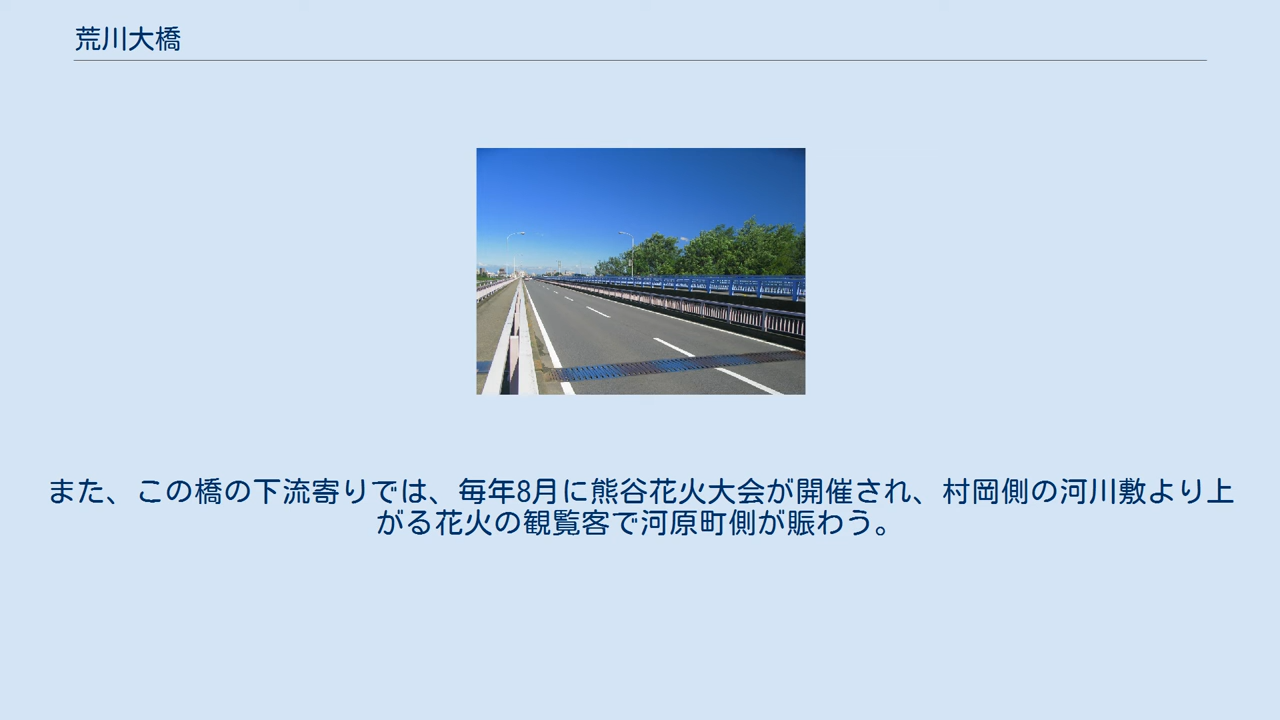 荒川大橋
また、この橋の下流寄りでは、毎年8月に熊谷花火大会が開催され、村岡側の河川敷より上
がる花火の観覧客で河原町側が賑わう。